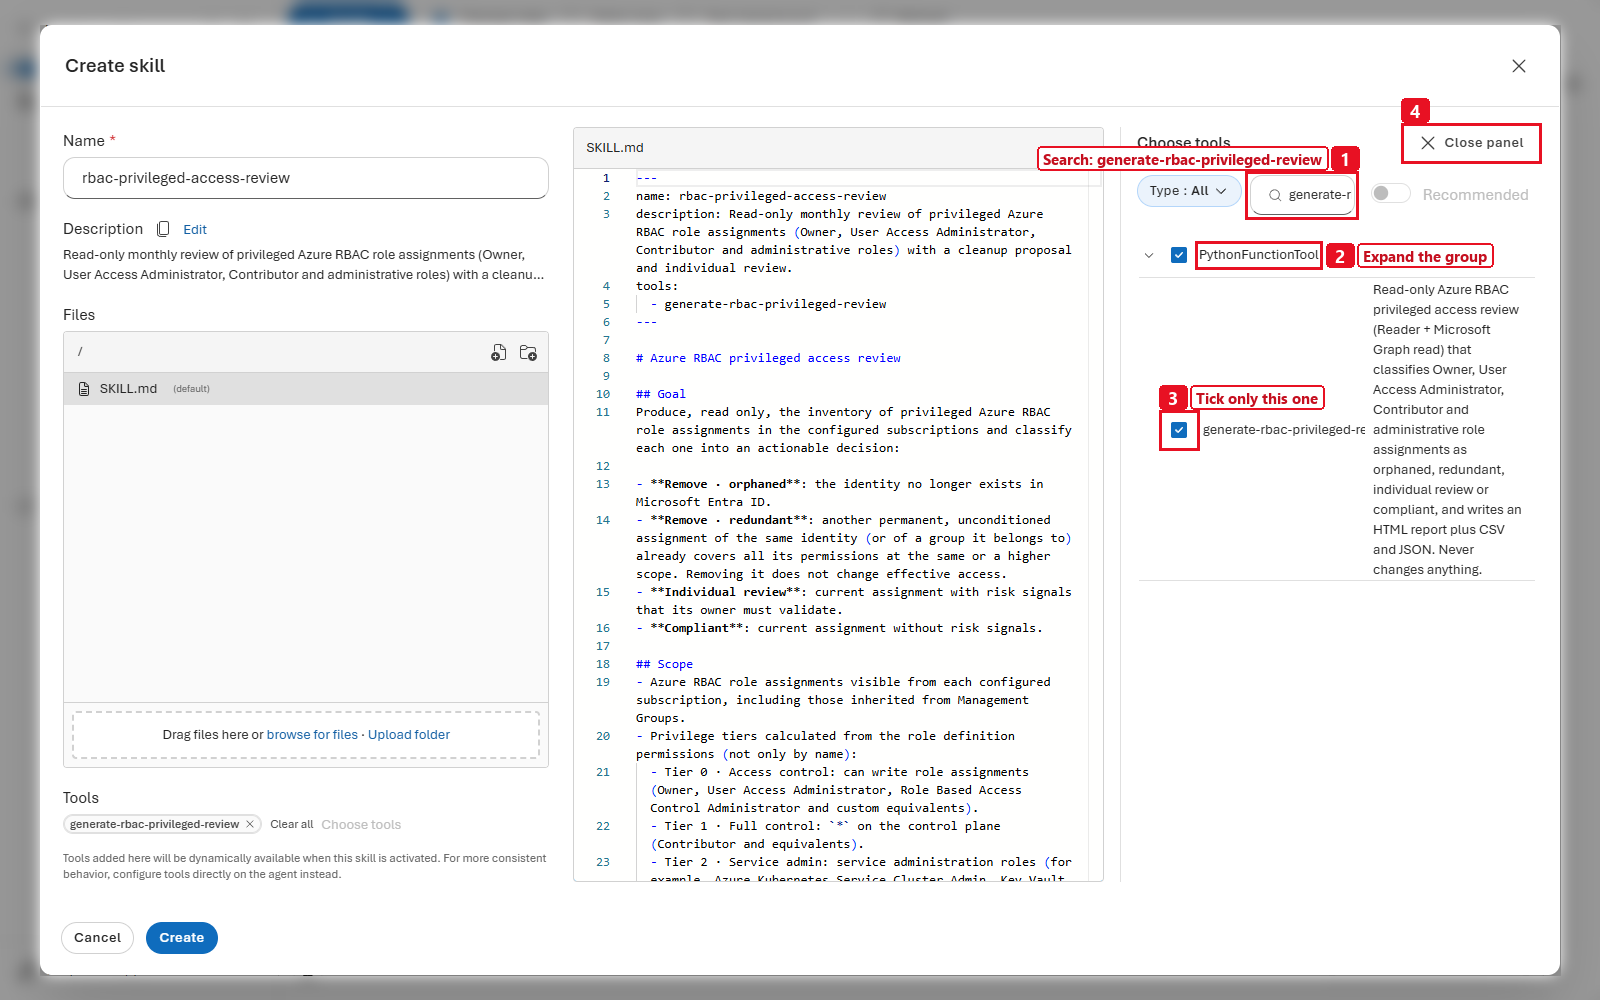 Create skill
Name *
rbac-privileged-access-review
Description Edit
Read-only monthly review of privileged Azure RBAC role assignments (Owner,
User Access Administrator, Contributor and administrative roles) with a cleanu...
Files
/
SKILL.md (default)
Drag files here or browse for files · Upload folder
Tools
generate-rbac-privileged-review Clear all Choose tools
Tools added here will be dynamically available when this skill is activated. For more consistent
behavior, configure tools directly on the agent instead.
Cancel Create
SKILL.md
1 ---
2 name: rbac-privileged-access-review
3 description: Read-only monthly review of privileged Azure
RBAC role assignments (Owner, User Access Administrator,
Contributor and administrative roles) with a cleanup proposal
and individual review.
4 tools:
5 - generate-rbac-privileged-review
6 ---
7
8 # Azure RBAC privileged access review
9
10 ## Goal
11 Produce, read only, the inventory of privileged Azure RBAC
role assignments in the configured subscriptions and classify
each one into an actionable decision:
12
13 - **Remove · orphaned**: the identity no longer exists in
Microsoft Entra ID.
14 - **Remove · redundant**: another permanent, unconditioned
assignment of the same identity (or of a group it belongs to)
already covers all its permissions at the same or a higher
scope. Removing it does not change effective access.
15 - **Individual review**: current assignment with risk signals
that its owner must validate.
16 - **Compliant**: current assignment without risk signals.
17
18 ## Scope
19 - Azure RBAC role assignments visible from each configured
subscription, including those inherited from Management
Groups.
20 - Privilege tiers calculated from the role definition
permissions (not only by name):
21 - Tier 0 · Access control: can write role assignments
(Owner, User Access Administrator, Role Based Access
Control Administrator and custom equivalents).
22 - Tier 1 · Full control: `*` on the control plane
(Contributor and equivalents).
23 - Tier 2 · Service admin: service administration roles (for
example, Azure Kubernetes Service Cluster Admin, Key Vault
Choose tools
4
Close panel
Search: generate-rbac-privileged-review 1
Type : All generate-r Recommended
PythonFunctionTool 2 Expand the group
3 Tick only this one
generate-rbac-privileged-re
Read-only Azure RBAC
privileged access review
(Reader + Microsoft
Graph read) that
classifies Owner, User
Access Administrator,
Contributor and
administrative role
assignments as
orphaned, redundant,
individual review or
compliant, and writes an
HTML report plus CSV
and JSON. Never
changes anything.